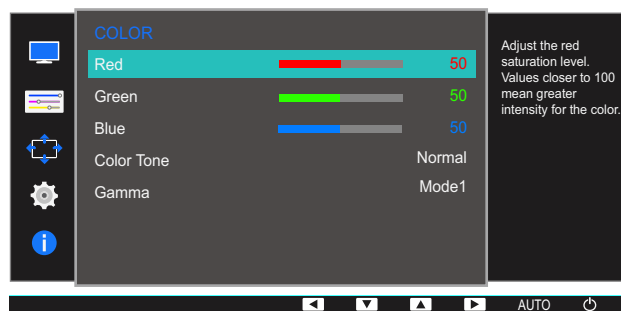 COLOR
Red 50
Green 50
Blue 50
Color Tone Normal
Gamma Mode1
Adjust the red
saturation level.
Values closer to 100
mean greater
intensity for the color.
AUTO